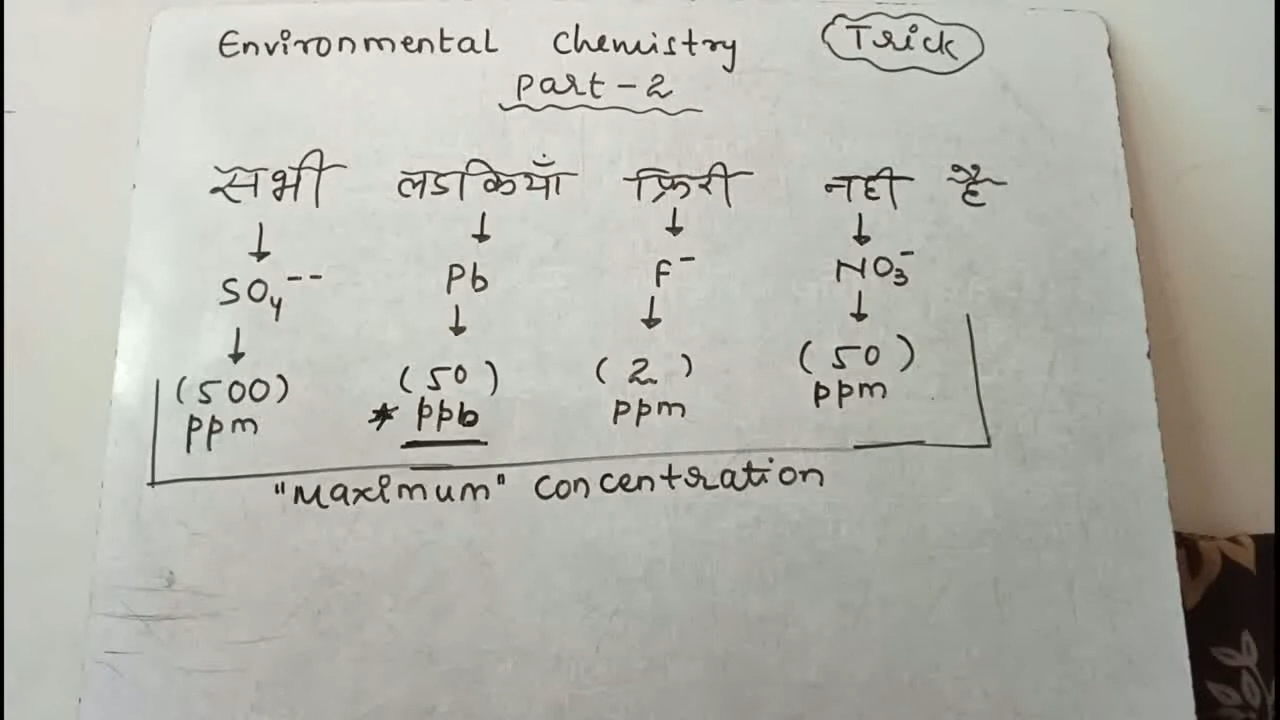 Environmental Chemistry Trick
Part-2
सभी लडकियाँ फ्रिरी नही है
↓ ↓ ↓ ↓
SO₄⁻⁻ Pb F⁻ NO₃⁻
↓ ↓ ↓ ↓
(500) (50) (2) (50)
ppm * ppb ppm ppm
"Maximum" concentration